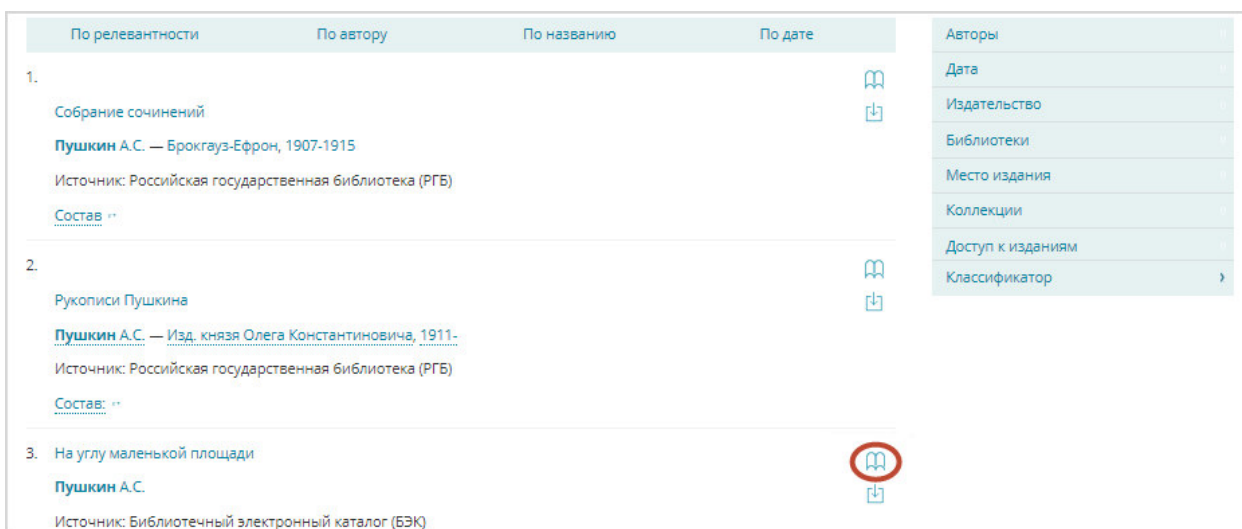 По релевантности По автору По названию По дате
1.
Собрание сочинений
Пушкин А.С. — Брокгауз-Ефрон, 1907-1915
Источник: Российская государственная библиотека (РГБ)
Состав
2.
Рукописи Пушкина
Пушкин А.С. — Изд. князя Олега Константиновича, 1911-
Источник: Российская государственная библиотека (РГБ)
Состав:
3. На углу маленькой площади
Пушкин А.С.
Источник: Библиотечный электронный каталог (БЭК)
Авторы
Дата
Издательство
Библиотеки
Место издания
Коллекции
Доступ к изданиям
Классификатор